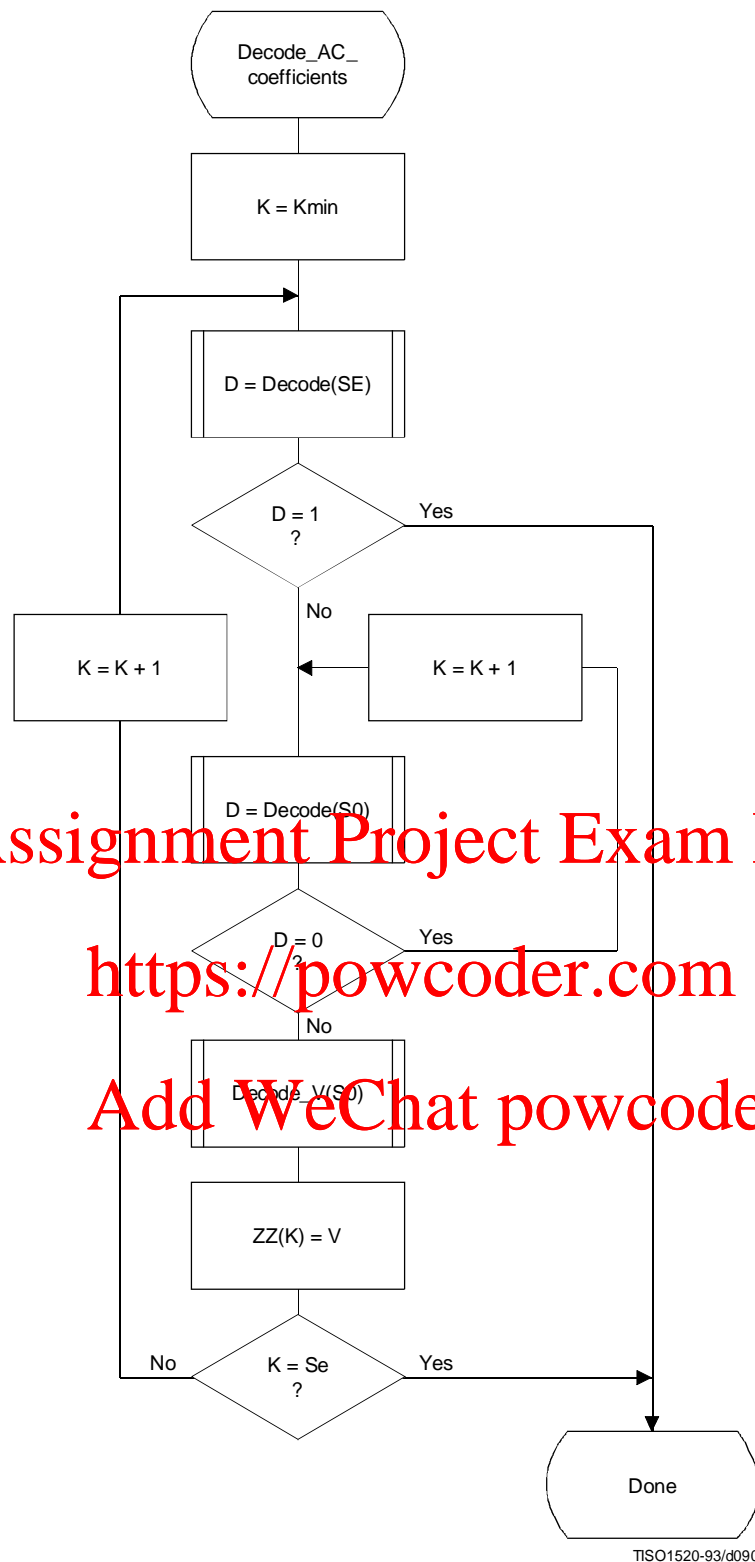 Decode_AC_
coefficients
K = Kmin
D = Decode(SE)
D = 1
?
Yes
No
K = K + 1
K = K + 1
D = Decode(S0)
Assignment Project Exam
D = 0
?
Yes
https://powcoder.com
No
Decode_V(S0)
Add WeChat powcode
ZZ(K) = V
No
K = Se
?
Yes
Done
TISO1520-93/d090